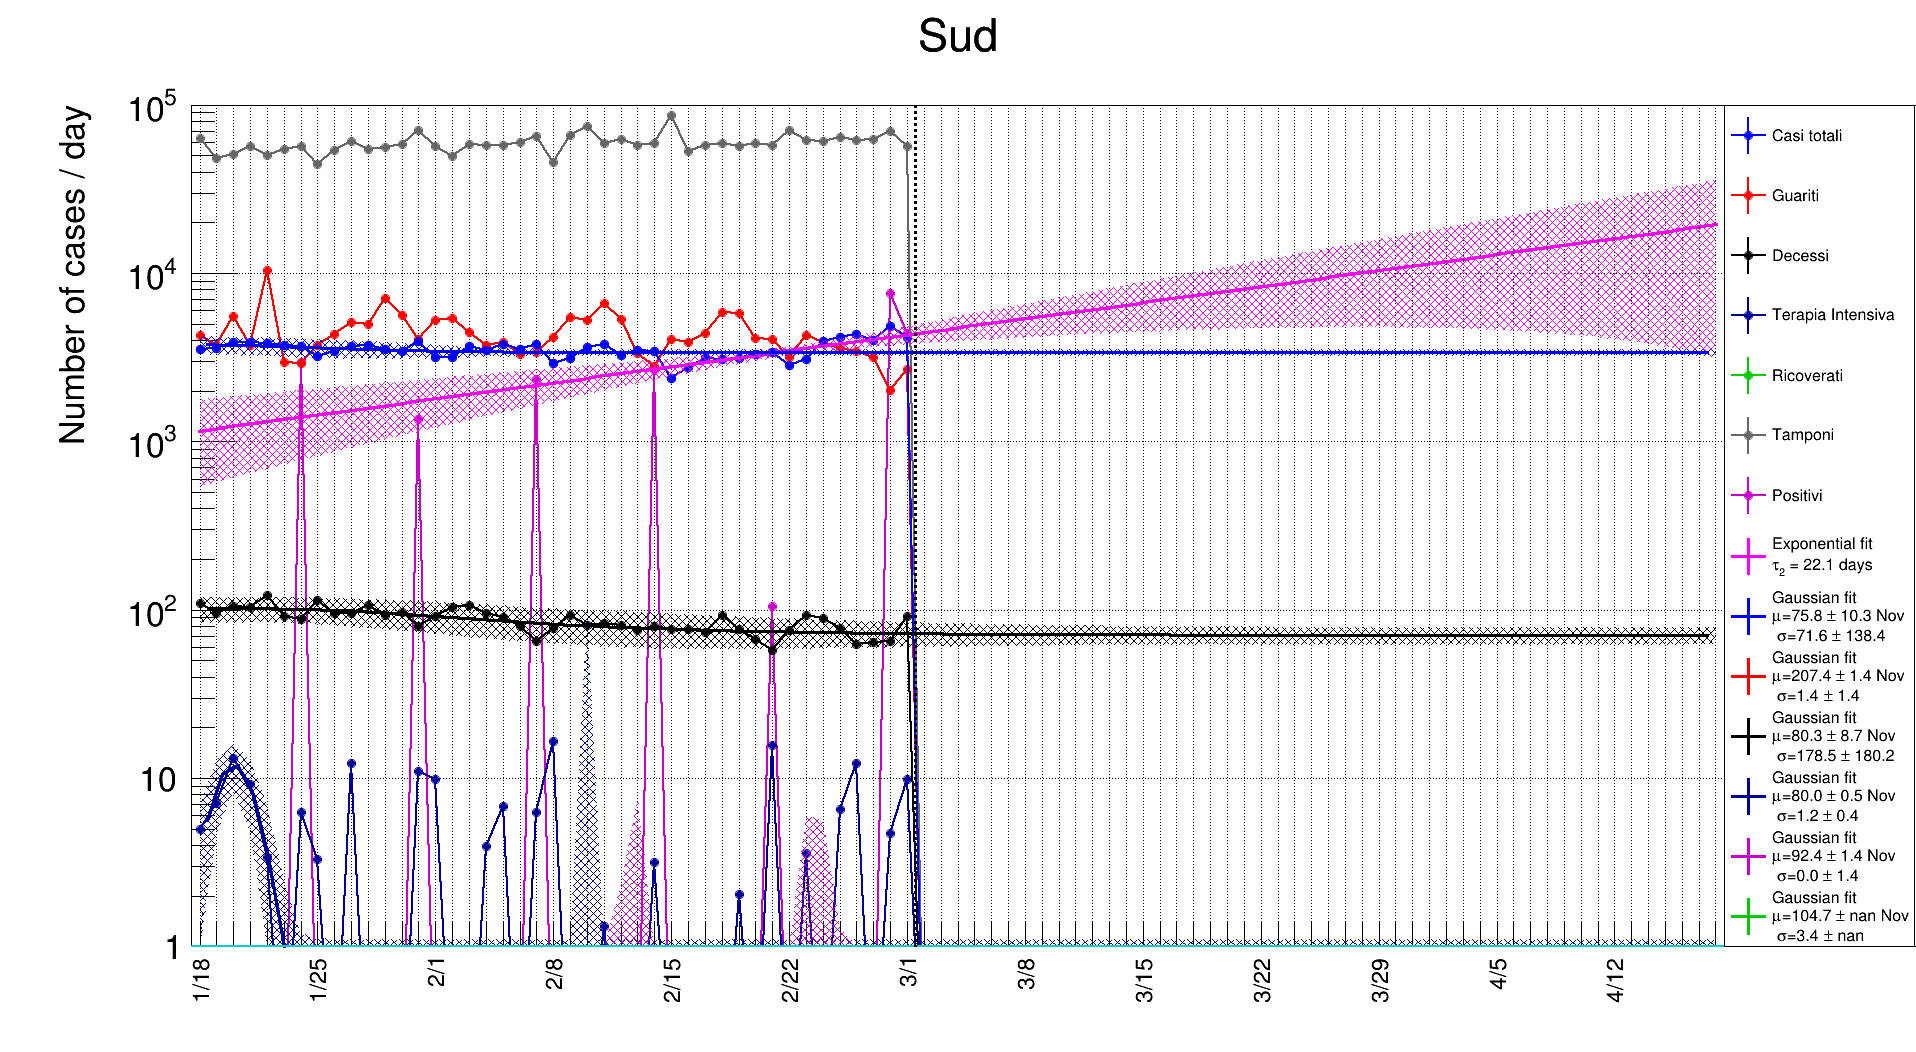 Sud
Number of cases / day
10^5
10^4
10^3
10^2
10
1
1/18
1/25
2/1
2/8
2/15
2/22
3/1
3/8
3/15
3/22
3/29
4/5
4/12
Casi totali
Guariti
Decessi
Terapia Intensiva
Ricoverati
Tamponi
Positivi
Exponential fit
τ₂ = 22.1 days
Gaussian fit
μ=75.8 ± 10.3 Nov
σ=71.6 ± 138.4
Gaussian fit
μ=207.4 ± 1.4 Nov
σ=1.4 ± 1.4
Gaussian fit
μ=80.3 ± 8.7 Nov
σ=178.5 ± 180.2
Gaussian fit
μ=80.0 ± 0.5 Nov
σ=1.2 ± 0.4
Gaussian fit
μ=92.4 ± 1.4 Nov
σ=0.0 ± 1.4
Gaussian fit
μ=104.7 ± nan Nov
σ=3.4 ± nan